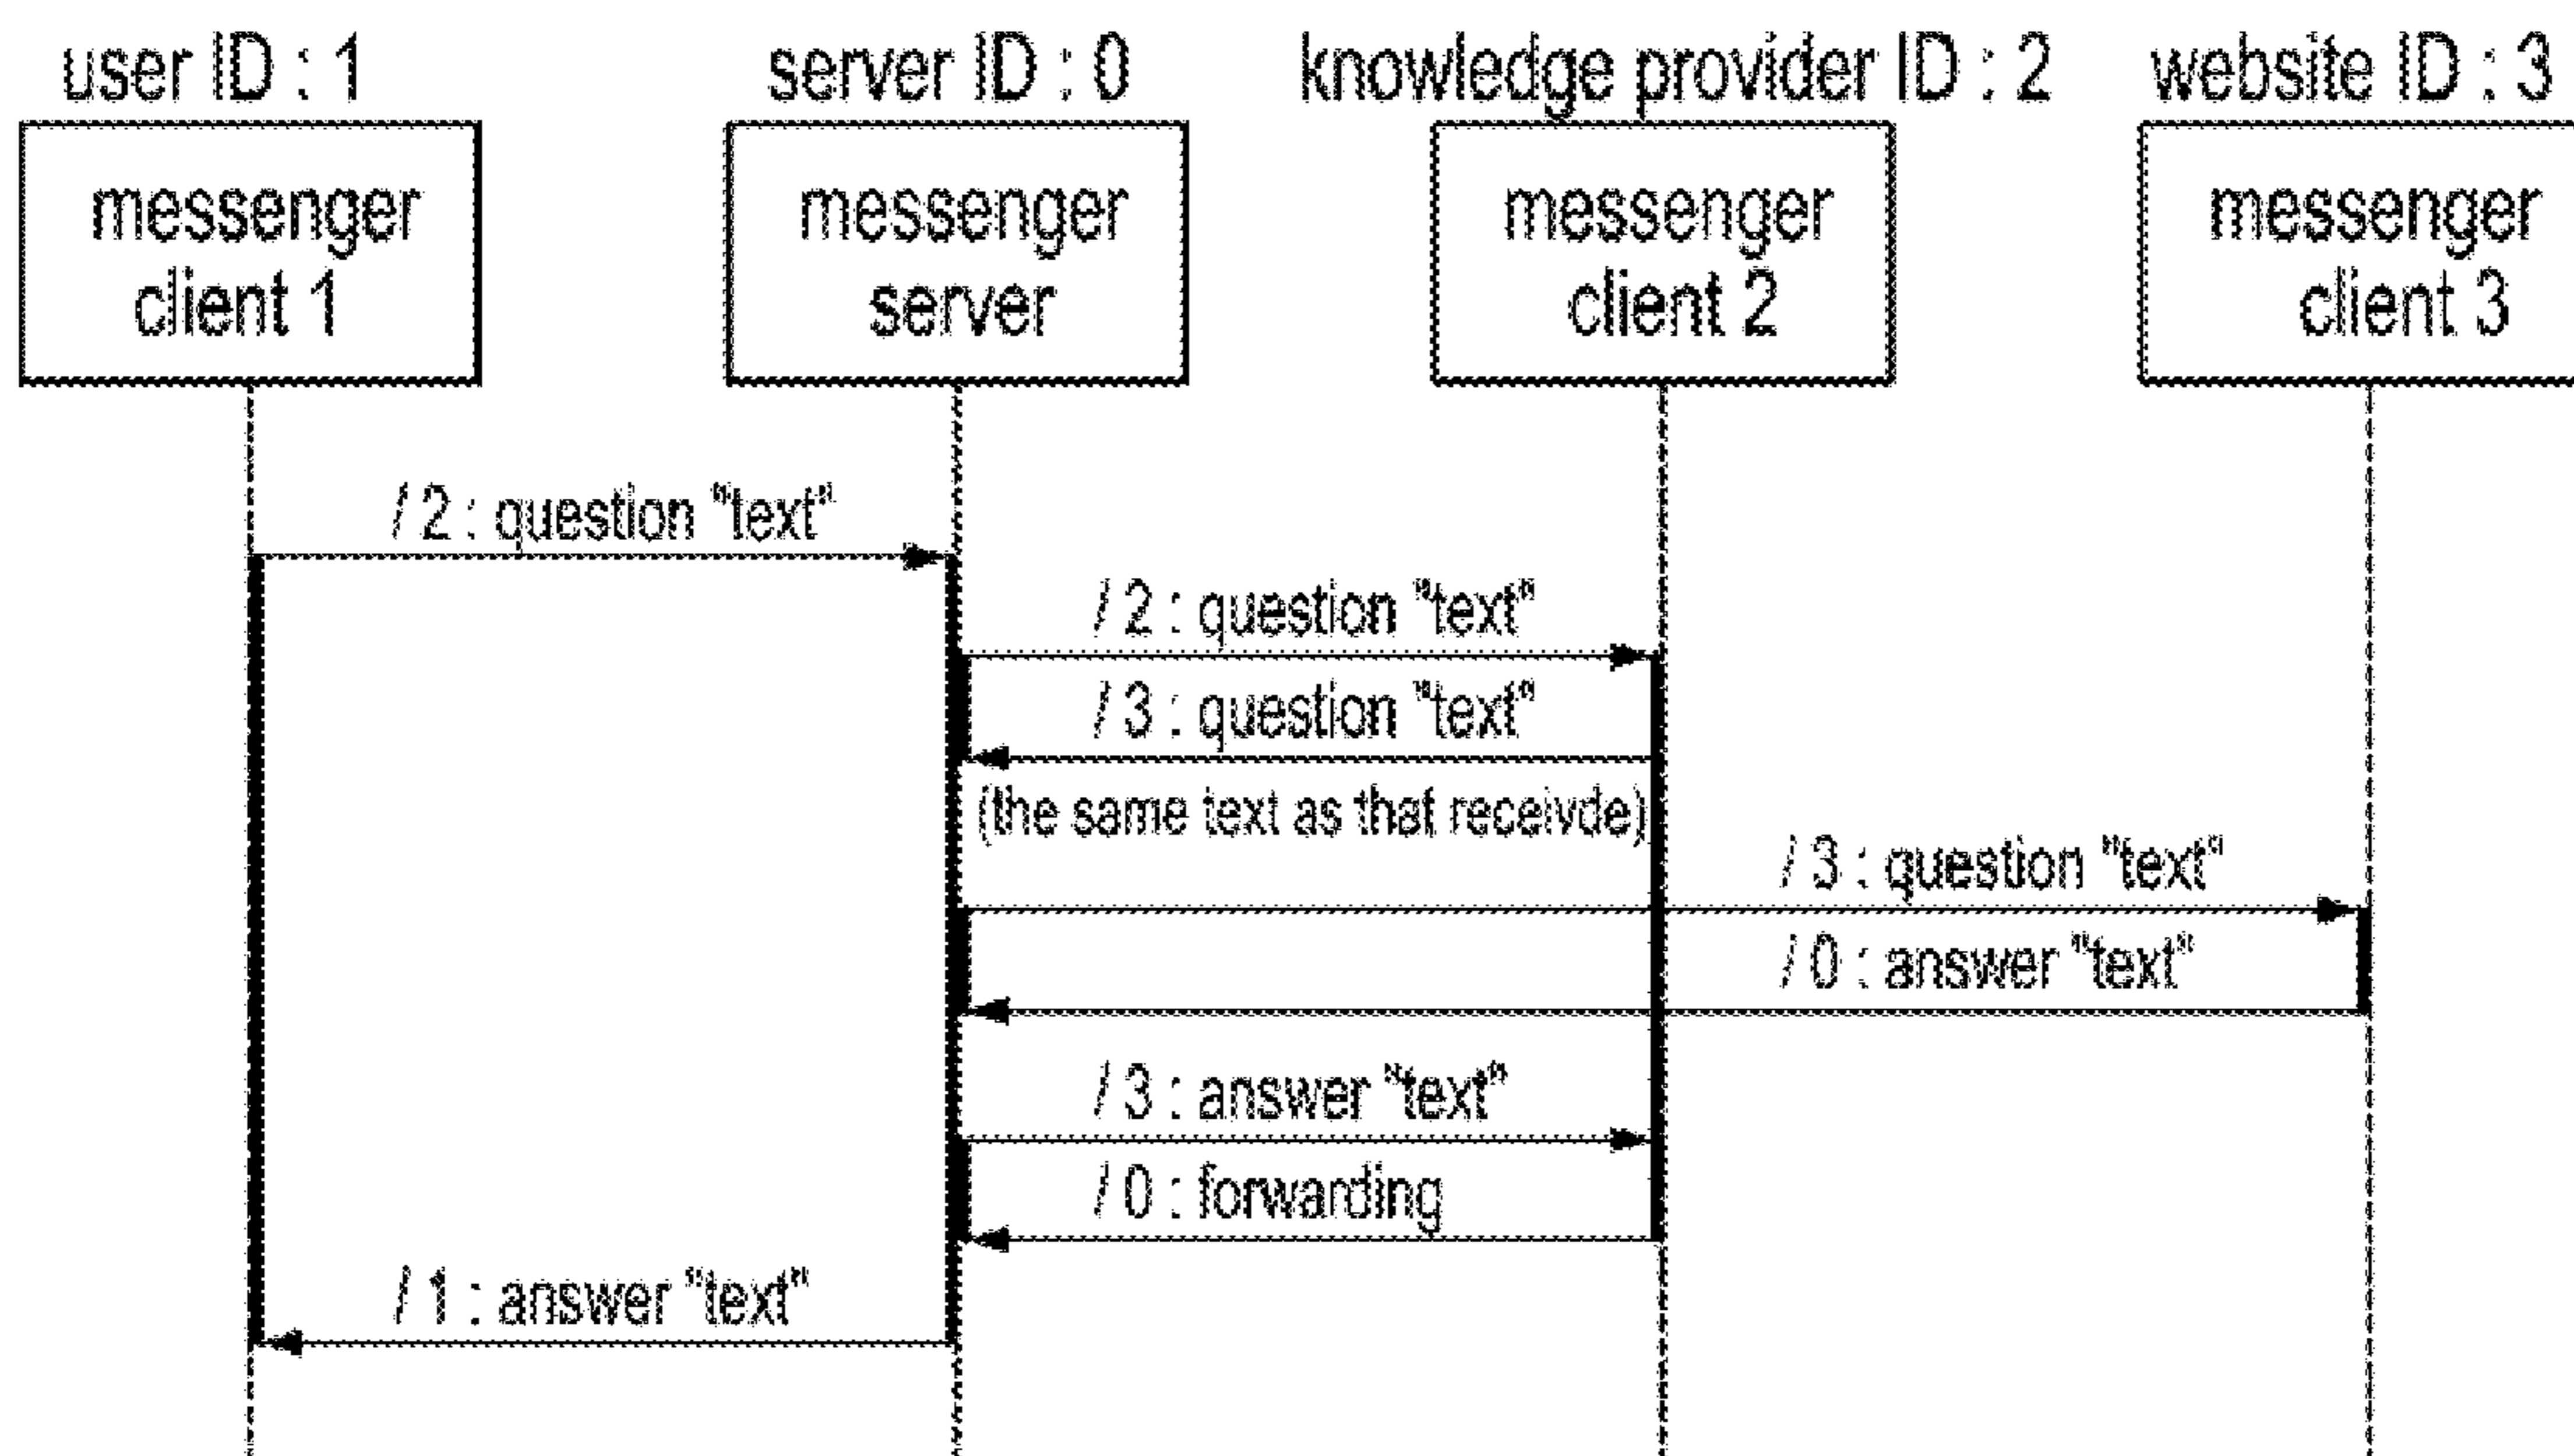 user ID : 1
server ID : 0
knowledge provider ID : 2
website ID : 3
messenger
client 1
messenger
server
messenger
client 2
messenger
client 3
/ 2 : question "text"
/ 2 : question "text"
/ 3 : question "text"
(the same text as that receivde)
/ 3 : question "text"
/ 0 : answer "text"
/ 3 : answer "text"
/ 0 : forwarding
/ 1 : answer "text"